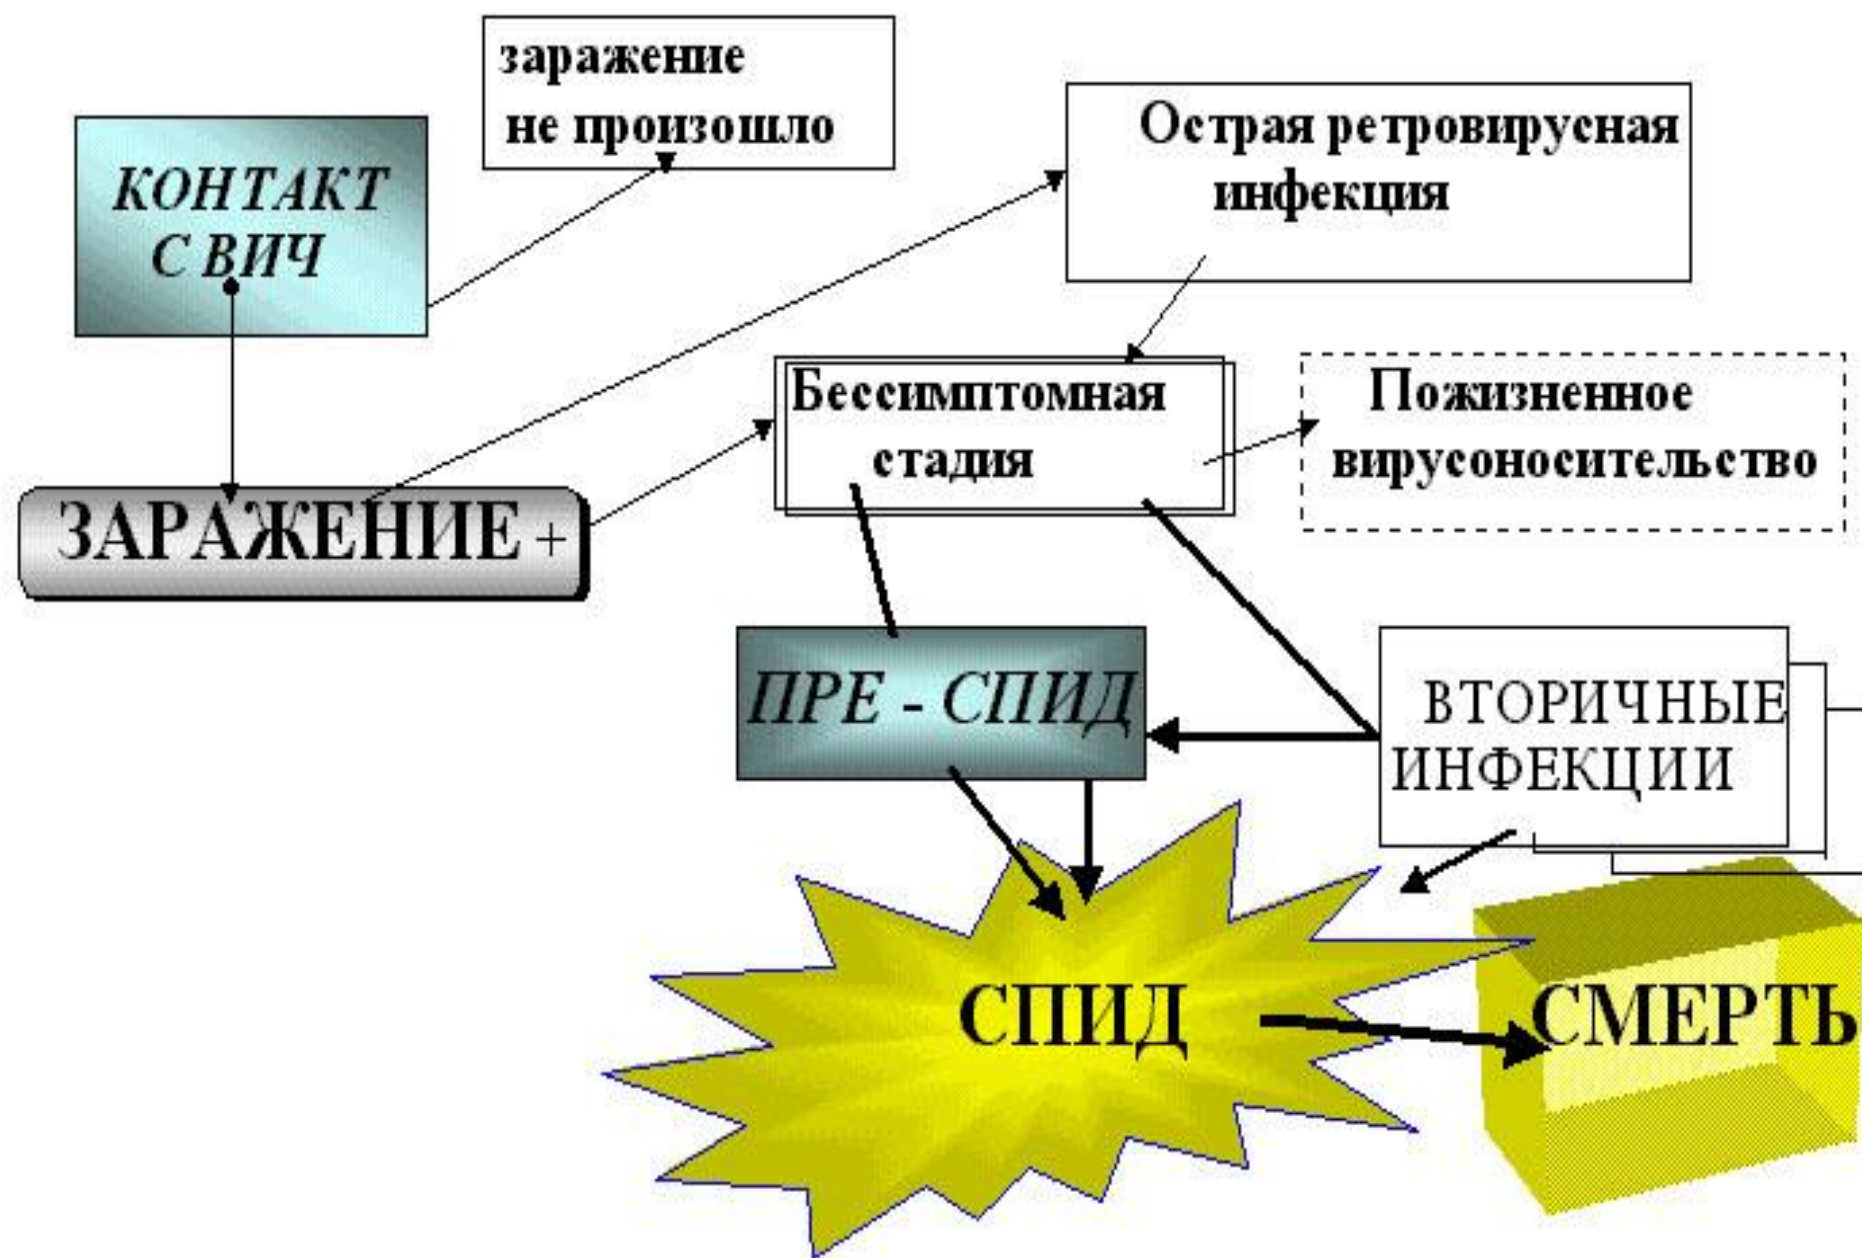 заражение
не произошло
КОНТАКТ
С ВИЧ
Острая ретровирусная
инфекция
Бессимптомная
стадия
Пожизненное
вирусоносительство
ЗАРАЖЕНИЕ +
ПРЕ - СПИД
ВТОРИЧНЫЕ
ИНФЕКЦИИ
СПИД
СМЕРТЬ